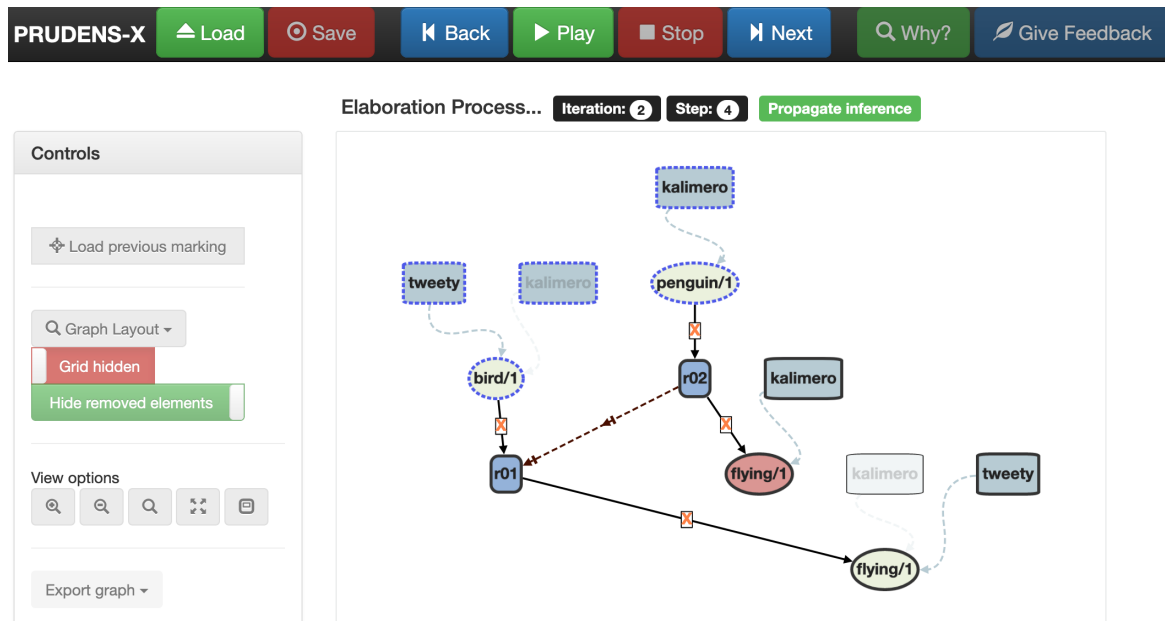 PRUDENS-X Load Save Back Play Stop Next Why? Give Feedback
Elaboration Process... Iteration: 2 Step: 4 Propagate inference
Controls
kalimero
Load previous marking
tweety kalimero penguin/1
X
Graph Layout
Grid hidden
bird/1 r02 kalimero
Hide removed elements
X X
r01 flying/1 kalimero tweety
View options
X
flying/1
Export graph